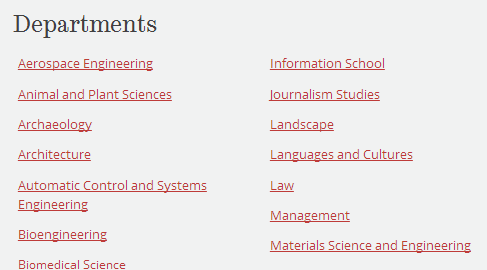 Departments
Aerospace Engineering
Animal and Plant Sciences
Archaeology
Architecture
Automatic Control and Systems
Engineering
Bioengineering
Biomedical Science
Information School
Journalism Studies
Landscape
Languages and Cultures
Law
Management
Materials Science and Engineering